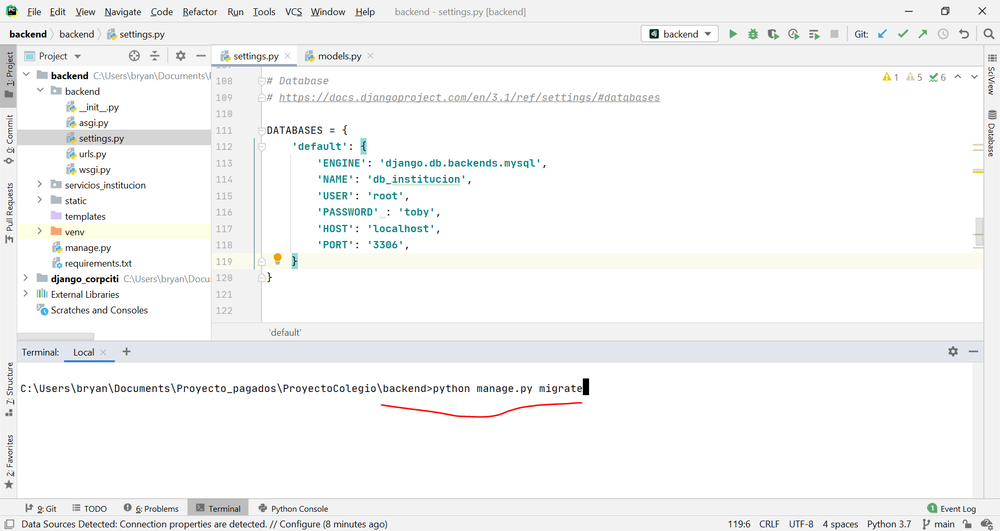 File Edit View Navigate Code Refactor Run Tools VCS Window Help backend - settings.py [backend]
backend backend settings.py
dj backend Git:
1: Project
0: Commit
Pull Requests
7: Structure
2: Favorites
Project
backend C:\Users\bryan\Documents\
backend
__init__.py
asgi.py
settings.py
urls.py
wsgi.py
servicios_institucion
static
templates
venv
manage.py
requirements.txt
django_corpciti C:\Users\bryan\Docu
External Libraries
Scratches and Consoles
settings.py models.py
1 5 6
108 # Database
109 # https://docs.djangoproject.com/en/3.1/ref/settings/#databases
110
111 DATABASES = {
112 'default': {
113 'ENGINE': 'django.db.backends.mysql',
114 'NAME': 'db_institucion',
115 'USER': 'root',
116 'PASSWORD' : 'toby',
117 'HOST': 'localhost',
118 'PORT': '3306',
119 }
120 }
121
122
'default'
SciView
Database
Terminal: Local
C:\Users\bryan\Documents\Proyecto_pagados\ProyectoColegio\backend>python manage.py migrate
9: Git TODO 6: Problems Terminal Python Console 1 Event Log
Data Sources Detected: Connection properties are detected. // Configure (8 minutes ago) 119:6 CRLF UTF-8 4 spaces Python 3.7 main